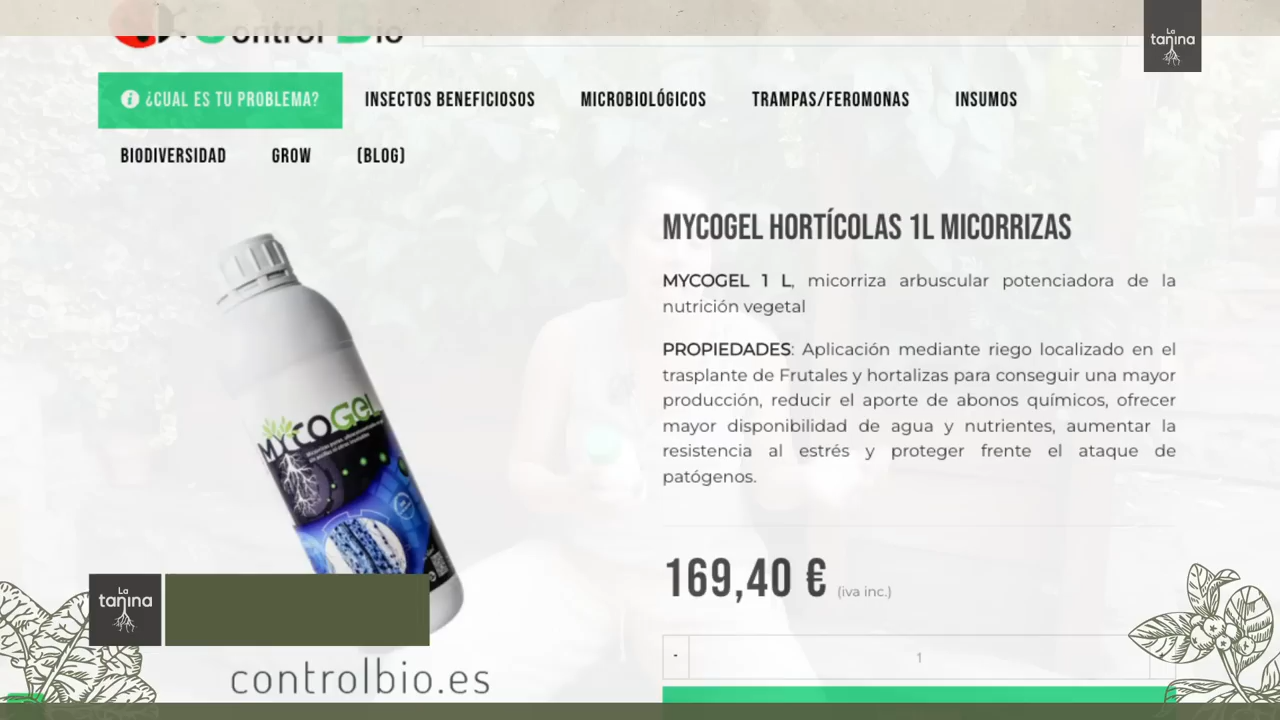 Control Bio
La
tanina
¿CUAL ES TU PROBLEMA?
INSECTOS BENEFICIOSOS
MICROBIOLÓGICOS
TRAMPAS/FEROMONAS
INSUMOS
BIODIVERSIDAD
GROW
(BLOG)
MYCOGEL HORTÍCOLAS 1L MICORRIZAS
MYCOGEL 1 L, micorriza arbuscular potenciadora de la
nutrición vegetal
PROPIEDADES: Aplicación mediante riego localizado en el
trasplante de Frutales y hortalizas para conseguir una mayor
producción, reducir el aporte de abonos químicos, ofrecer
mayor disponibilidad de agua y nutrientes, aumentar la
resistencia al estrés y proteger frente el ataque de
patógenos.
MYCOGEL
169,40 € (iva inc.)
- 1
La
tanina
controlbio.es